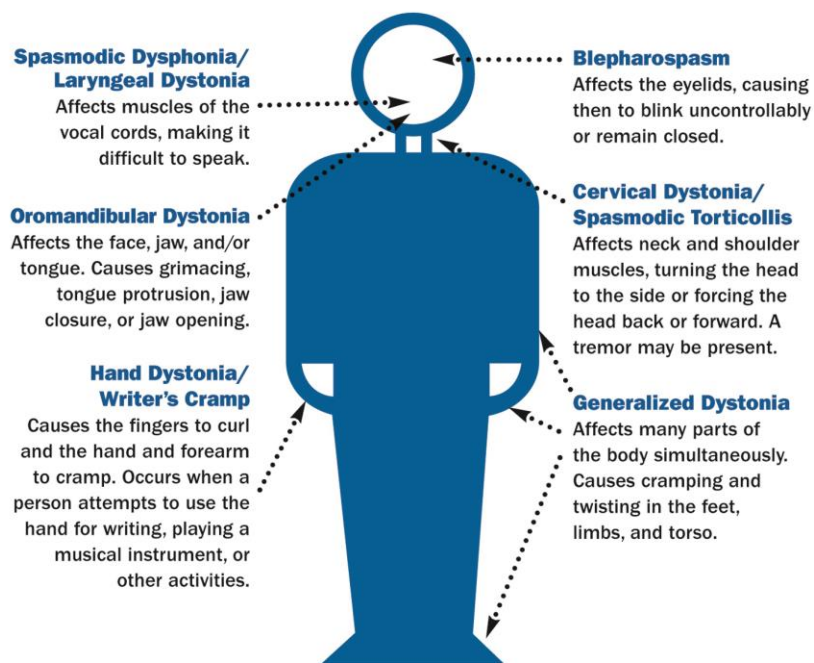 Spasmodic Dysphonia/
Laryngeal Dystonia
Affects muscles of the
vocal cords, making it
difficult to speak.
Oromandibular Dystonia
Affects the face, jaw, and/or
tongue. Causes grimacing,
tongue protrusion, jaw
closure, or jaw opening.
Hand Dystonia/
Writer's Cramp
Causes the fingers to curl
and the hand and forearm
to cramp. Occurs when a
person attempts to use the
hand for writing, playing a
musical instrument, or
other activities.
Blepharospasm
Affects the eyelids, causing
then to blink uncontrollably
or remain closed.
Cervical Dystonia/
Spasmodic Torticollis
Affects neck and shoulder
muscles, turning the head
to the side or forcing the
head back or forward. A
tremor may be present.
Generalized Dystonia
Affects many parts of
the body simultaneously.
Causes cramping and
twisting in the feet,
limbs, and torso.